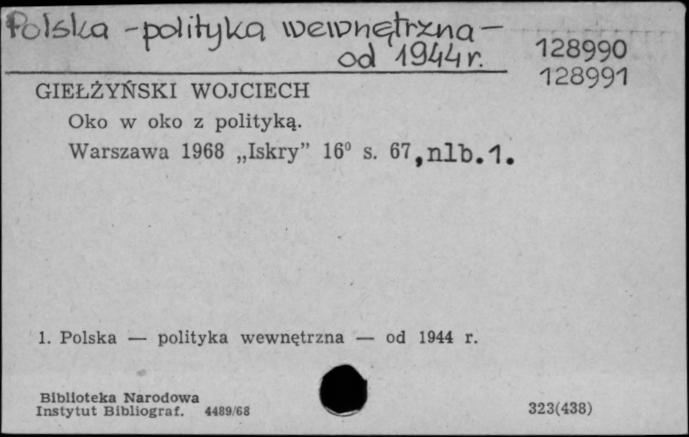 Polska - polityka wewnętrzna -
od 1944 r.
128990
128991
GIEŁŻYŃSKI WOJCIECH
Oko w oko z polityką.
Warszawa 1968 „Iskry” 16⁰ s. 67, nlb. 1.
1. Polska — polityka wewnętrzna — od 1944 r.
Biblioteka Narodowa
Instytut Bibliograf. 4489/68
323(438)